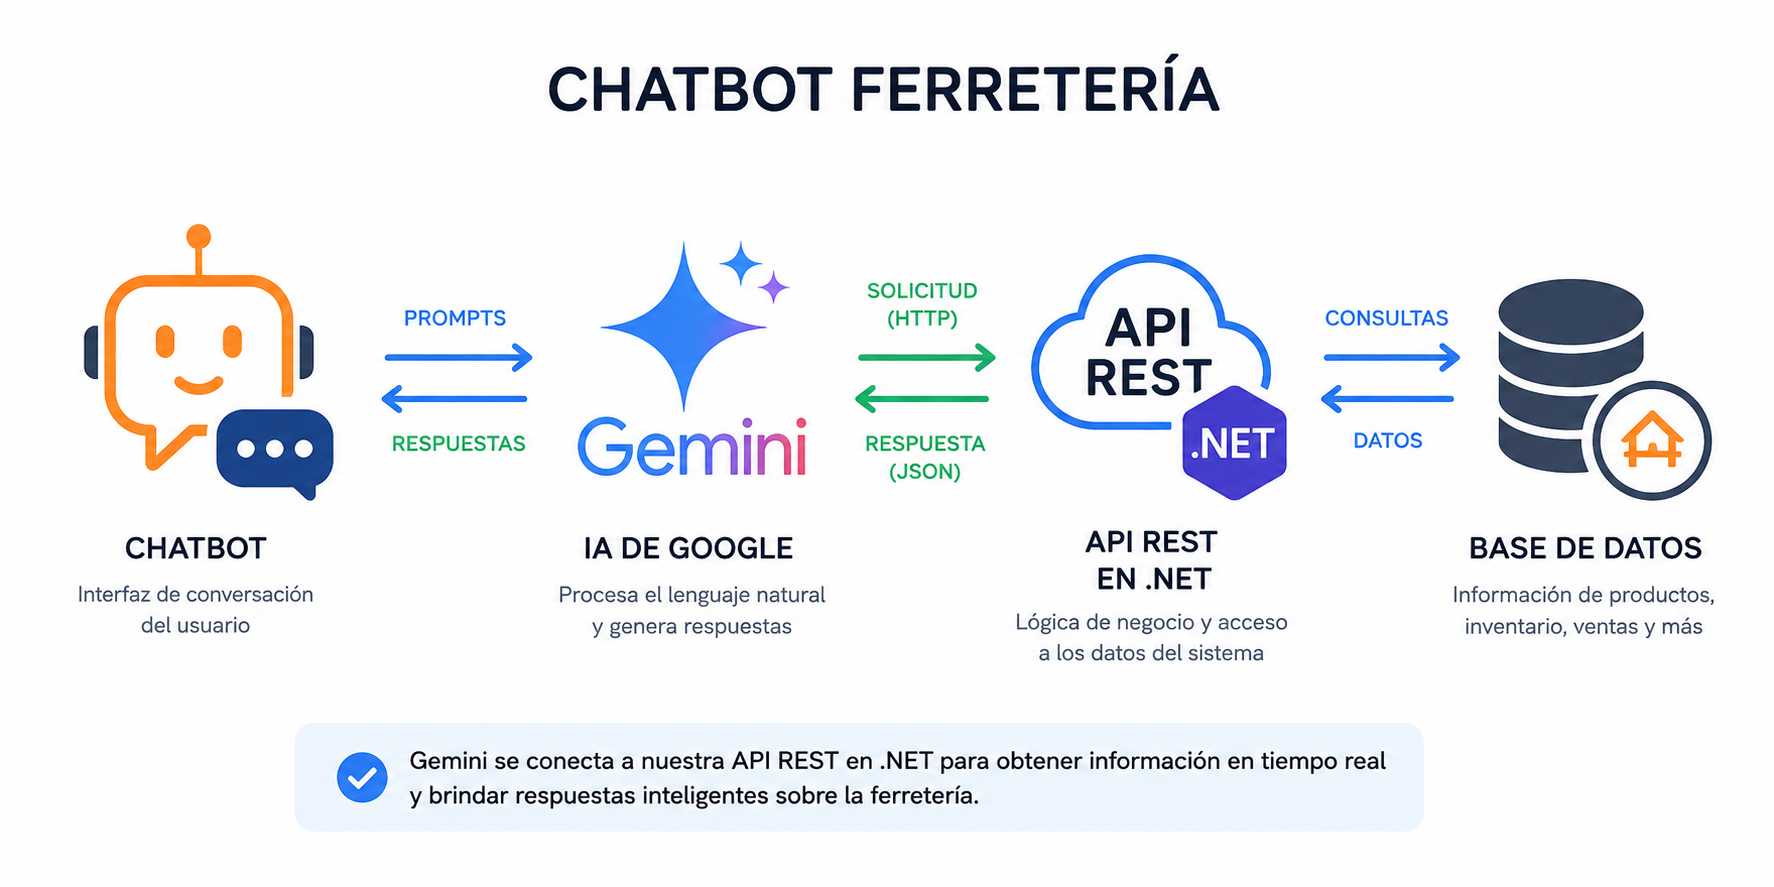 CHATBOT FERRETERÍA
PROMPTS
RESPUESTAS
Gemini
SOLICITUD
(HTTP)
RESPUESTA
(JSON)
API
REST
.NET
CONSULTAS
DATOS
CHATBOT
Interfaz de conversación
del usuario
IA DE GOOGLE
Procesa el lenguaje natural
y genera respuestas
API REST
EN .NET
Lógica de negocio y acceso
a los datos del sistema
BASE DE DATOS
Información de productos,
inventario, ventas y más
Gemini se conecta a nuestra API REST en .NET para obtener información en tiempo real
y brindar respuestas inteligentes sobre la ferretería.